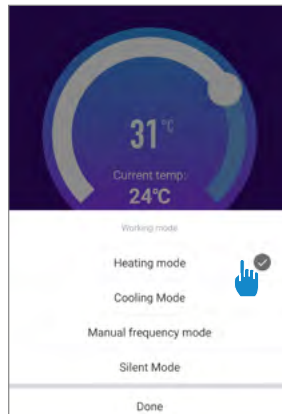 31℃
Current temp:
24℃
Working mode
Heating mode
Cooling Mode
Manual frequency mode
Silent Mode
Done